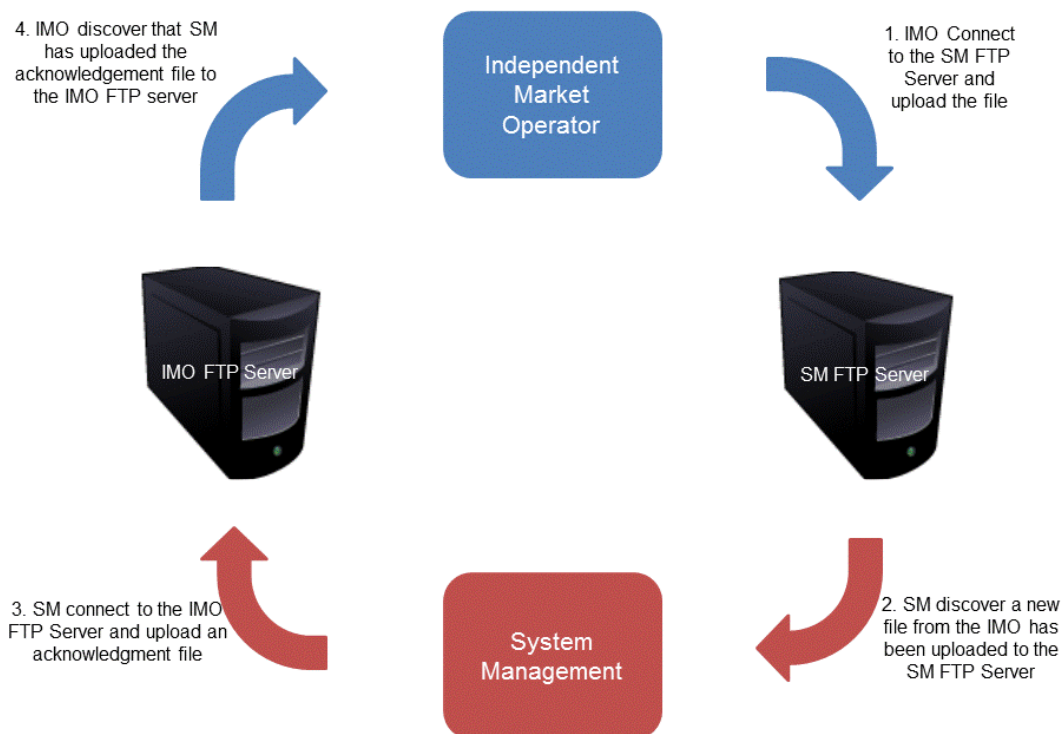 4. IMO discover that SM
has uploaded the
acknowledgement file to
the IMO FTP server
Independent
Market
Operator
1. IMO Connect
to the SM FTP
Server and
upload the file
IMO FTP Server
SM FTP Server
3. SM connect to the IMO
FTP Server and upload an
acknowledgment file
System
Management
2. SM discover a new
file from the IMO has
been uploaded to the
SM FTP Server